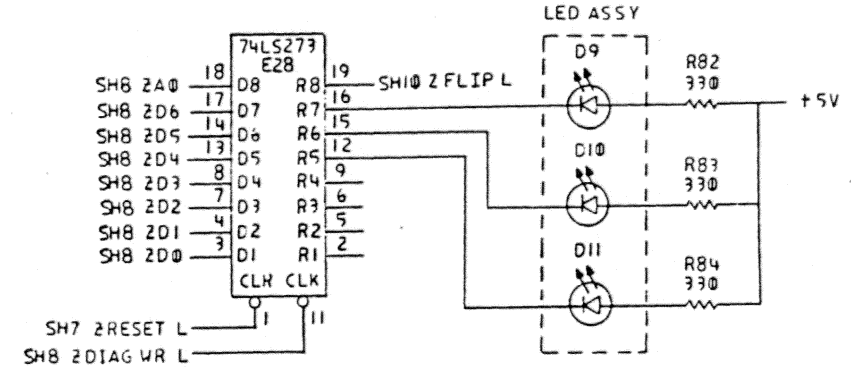 LED ASSY
74LS273
E28
D9
R82
330
+5V
SH8 2A0 18 D8 R8 19 SH10 2 FLIP L
SH8 2D6 17 D7 R7 16
SH8 2D5 14 D6 R6 15
SH8 2D4 13 D5 R5 12
SH8 2D3 8 D4 R4 9
SH8 2D2 7 D3 R3 6
SH8 2D1 4 D2 R2 5
SH8 2D0 3 D1 R1 2
D10
R83
330
D11
R84
330
CLR CLK
SH7 2RESET L 1
SH8 2DIAG WR L 11